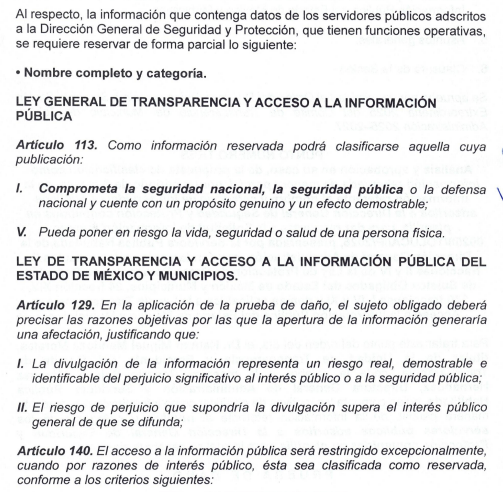 Al respecto, la información que contenga datos de los servidores públicos adscritos
a la Dirección General de Seguridad y Protección, que tienen funciones operativas,
se requiere reservar de forma parcial lo siguiente:
• Nombre completo y categoría.
LEY GENERAL DE TRANSPARENCIA Y ACCESO A LA INFORMACIÓN
PÚBLICA
Artículo 113. Como información reservada podrá clasificarse aquella cuya
publicación:
I. Comprometa la seguridad nacional, la seguridad pública o la defensa
nacional y cuente con un propósito genuino y un efecto demostrable;
V. Pueda poner en riesgo la vida, seguridad o salud de una persona física.
LEY DE TRANSPARENCIA Y ACCESO A LA INFORMACIÓN PÚBLICA DEL
ESTADO DE MÉXICO Y MUNICIPIOS.
Artículo 129. En la aplicación de la prueba de daño, el sujeto obligado deberá
precisar las razones objetivas por las que la apertura de la información generaría
una afectación, justificando que:
I. La divulgación de la información representa un riesgo real, demostrable e
identificable del perjuicio significativo al interés público o a la seguridad pública;
II. El riesgo de perjuicio que supondría la divulgación supera el interés público
general de que se difunda;
Artículo 140. El acceso a la información pública será restringido excepcionalmente,
cuando por razones de interés público, ésta sea clasificada como reservada,
conforme a los criterios siguientes: